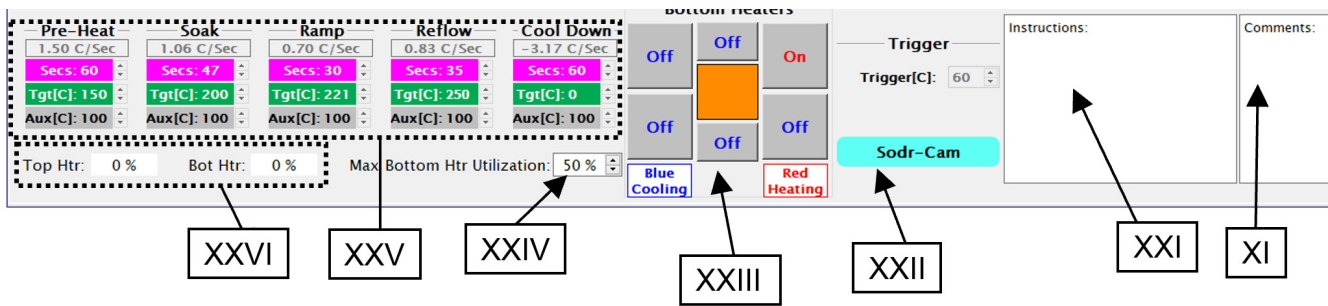 Bottom Heaters
Pre-Heat Soak Ramp Reflow Cool Down
1.50 C/Sec 1.06 C/Sec 0.70 C/Sec 0.83 C/Sec -3.17 C/Sec
Secs: 60 Secs: 47 Secs: 30 Secs: 35 Secs: 60
Tgt[C]: 150 Tgt[C]: 200 Tgt[C]: 221 Tgt[C]: 250 Tgt[C]: 0
Aux[C]: 100 Aux[C]: 100 Aux[C]: 100 Aux[C]: 100 Aux[C]: 100
Top Htr: 0 % Bot Htr: 0 % Max Bottom Htr Utilization: 50 %
Off Off On
Off Off Off
Blue Cooling
Red Heating
Trigger
Trigger[C]: 60
Sodr-Cam
Instructions:
Comments:
XXVI XXV XXIV XXIII XXII XXI XI